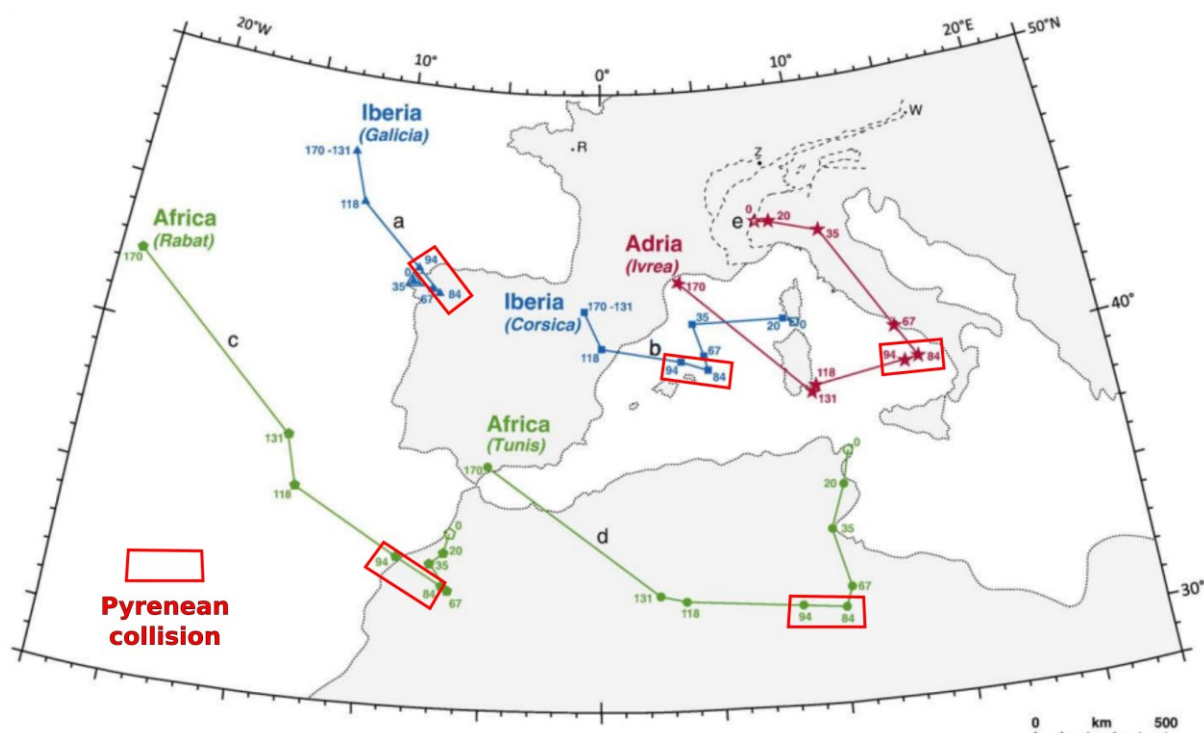 20°W
10°
0°
10°
20°E
50°N
40°
30°
Iberia
(Galicia)
170 -131
118
a
94
0
35
67
84
Africa
(Rabat)
170
c
131
118
94
84
67
35
20
0
R
Z
W
Adria
(Ivrea)
170
e
0
20
35
67
94
84
118
131
Iberia
(Corsica)
170 -131
118
b
35
20
0
67
94
84
Africa
(Tunis)
170
d
131
118
94
84
67
35
20
0
Pyrenean
collision
0 km 500